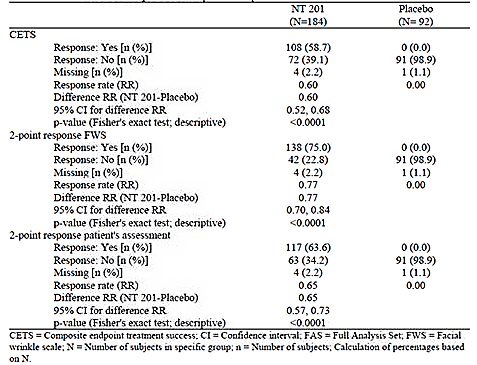 NT 201 Placebo
(N=184) (N= 92)
CETS
Response: Yes [n (%)] 108 (58.7) 0 (0.0)
Response: No [n (%)] 72 (39.1) 91 (98.9)
Missing [n (%)] 4 (2.2) 1 (1.1)
Response rate (RR) 0.60 0.00
Difference RR (NT 201-Placebo) 0.60
95% CI for difference RR 0.52, 0.68
p-value (Fisher's exact test; descriptive) <0.0001
2-point response FWS
Response: Yes [n (%)] 138 (75.0) 0 (0.0)
Response: No [n (%)] 42 (22.8) 91 (98.9)
Missing [n (%)] 4 (2.2) 1 (1.1)
Response rate (RR) 0.77 0.00
Difference RR (NT 201-Placebo) 0.77
95% CI for difference RR 0.70, 0.84
p-value (Fisher's exact test; descriptive) <0.0001
2-point response patient's assessment
Response: Yes [n (%)] 117 (63.6) 0 (0.0)
Response: No [n (%)] 63 (34.2) 91 (98.9)
Missing [n (%)] 4 (2.2) 1 (1.1)
Response rate (RR) 0.65 0.00
Difference RR (NT 201-Placebo) 0.65
95% CI for difference RR 0.57, 0.73
p-value (Fisher's exact test; descriptive) <0.0001
CETS = Composite endpoint treatment success; CI = Confidence interval; FAS = Full Analysis Set; FWS = Facial
wrinkle scale; N = Number of subjects in specific group; n = Number of subjects; Calculation of percentages based
on N.